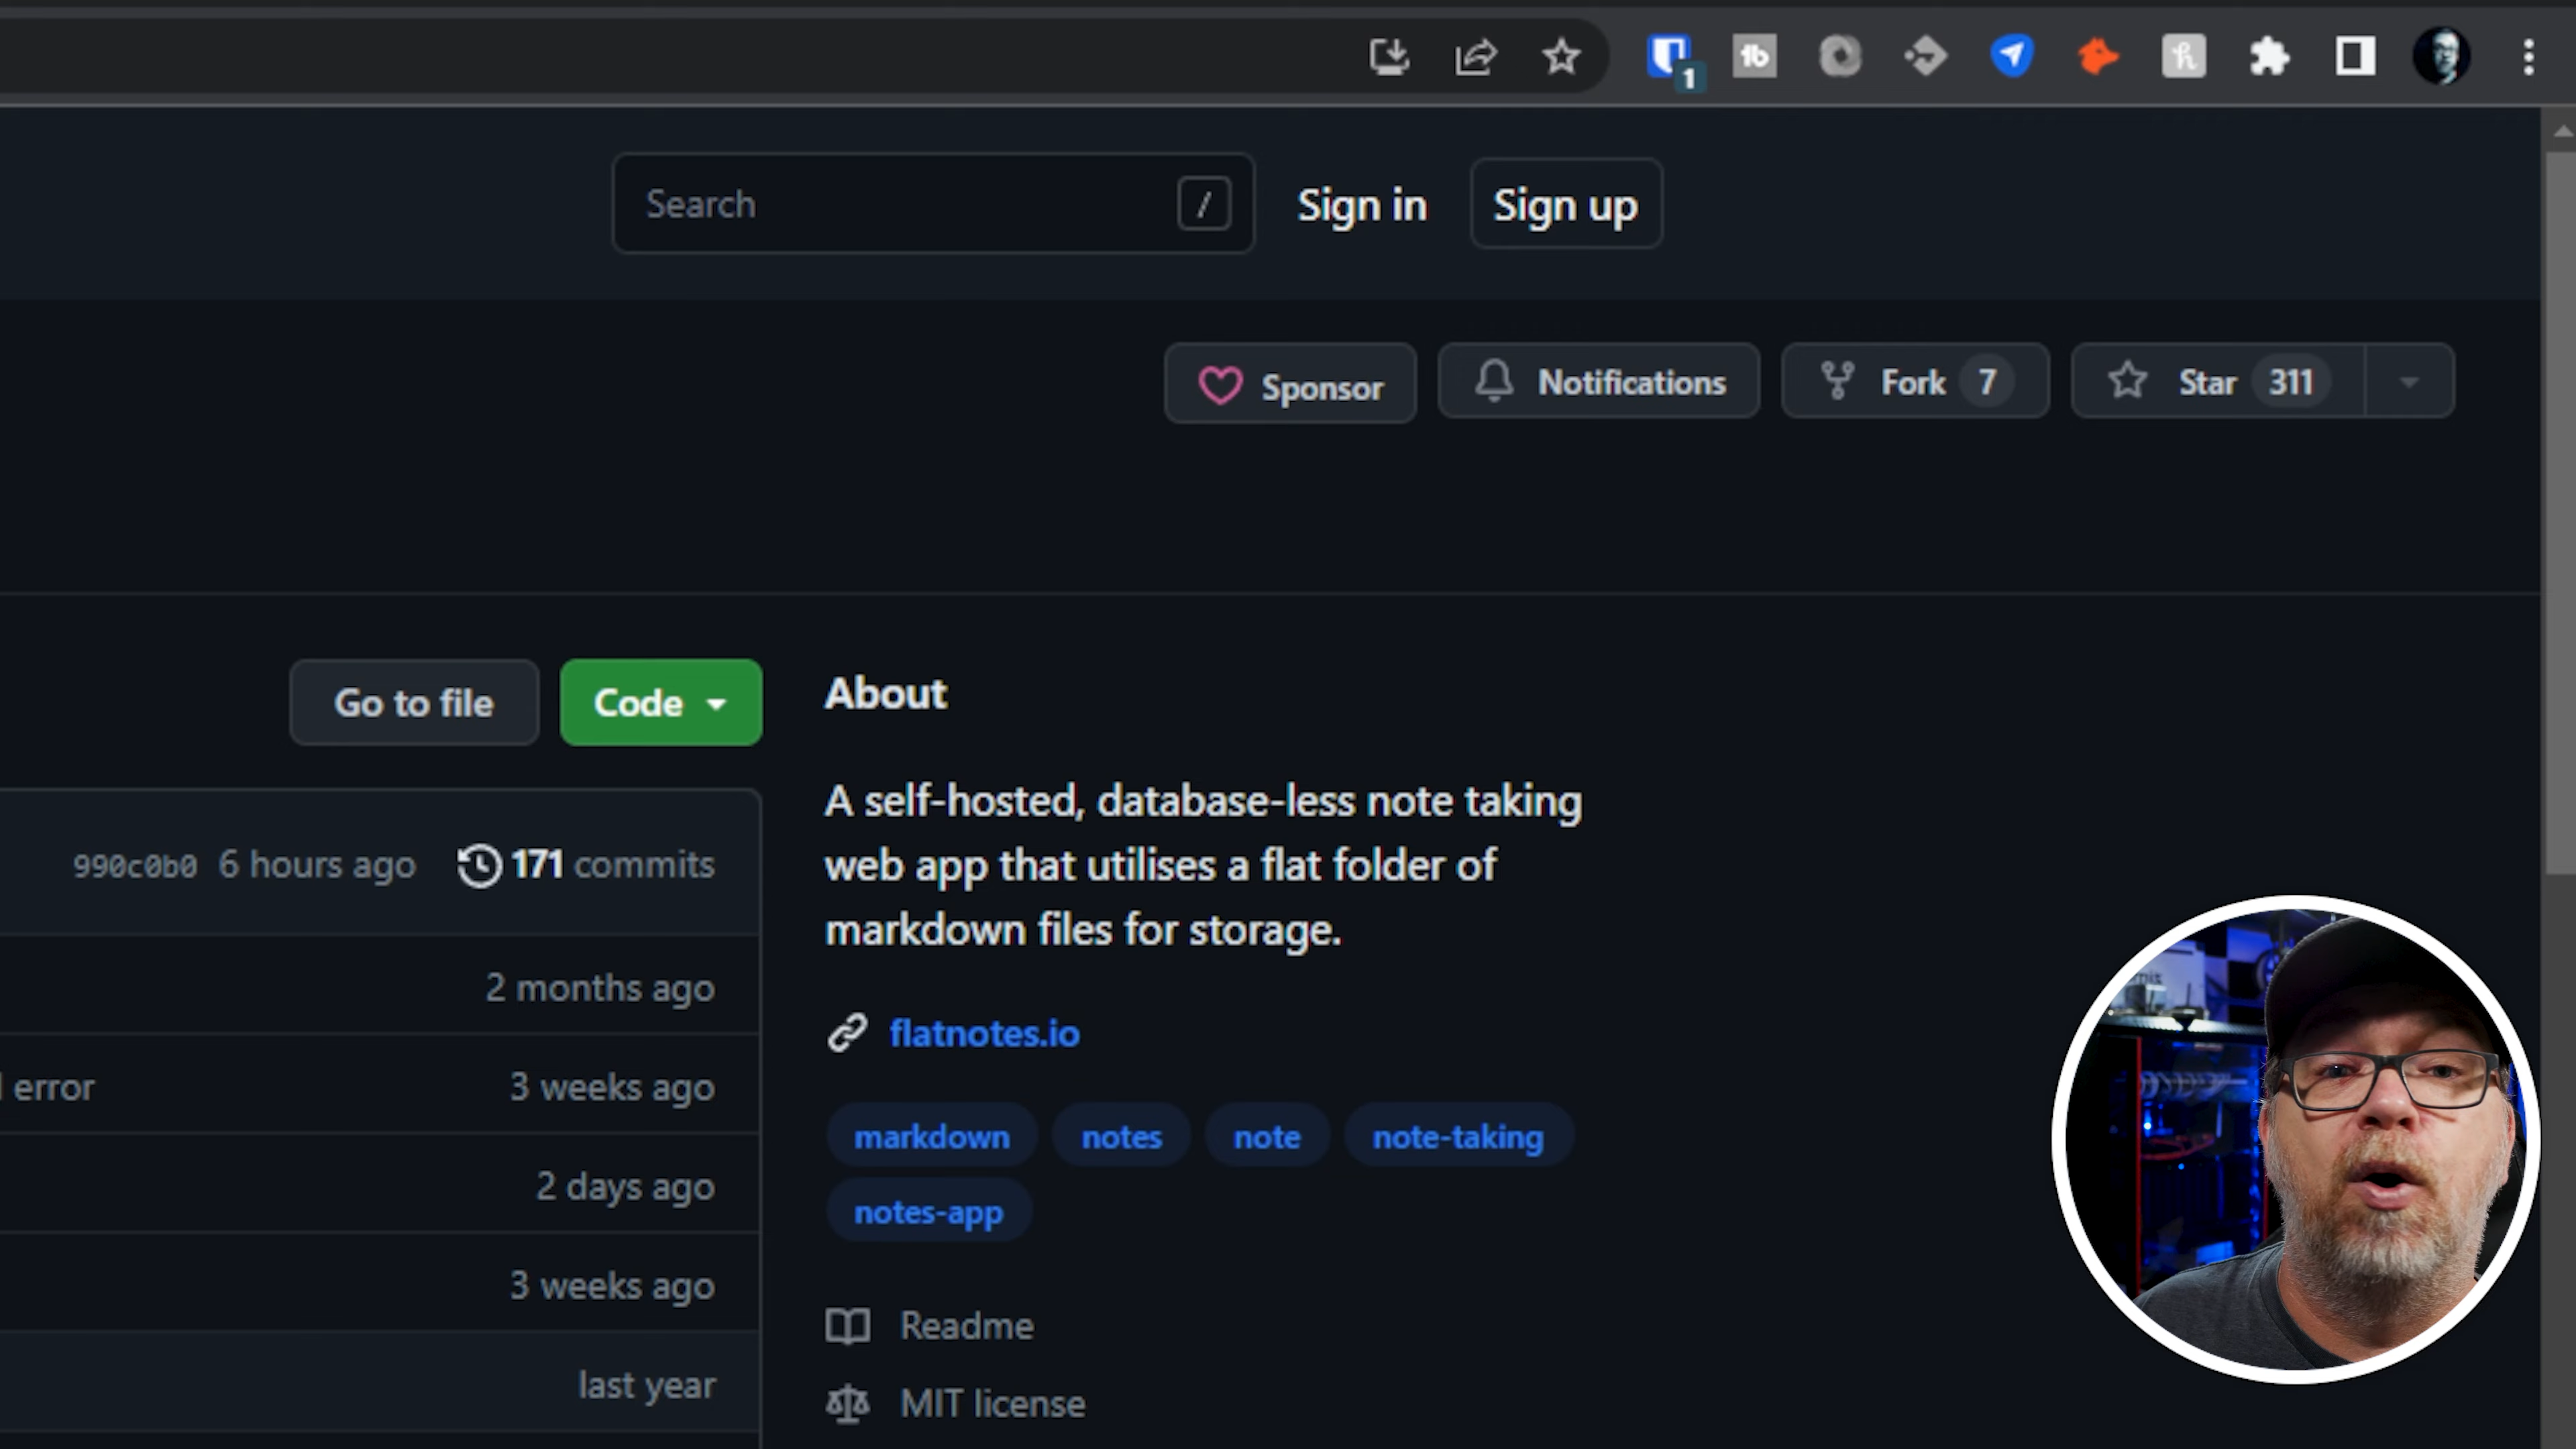 1
tb
h
Search /
Sign in
Sign up
Sponsor
Notifications
Fork 7
Star 311
Go to file
Code
About
A self-hosted, database-less note taking
web app that utilises a flat folder of
markdown files for storage.
990c0b0 6 hours ago 171 commits
2 months ago
flatnotes.io
error 3 weeks ago
markdown notes note note-taking
2 days ago
notes-app
3 weeks ago
Readme
last year
MIT license